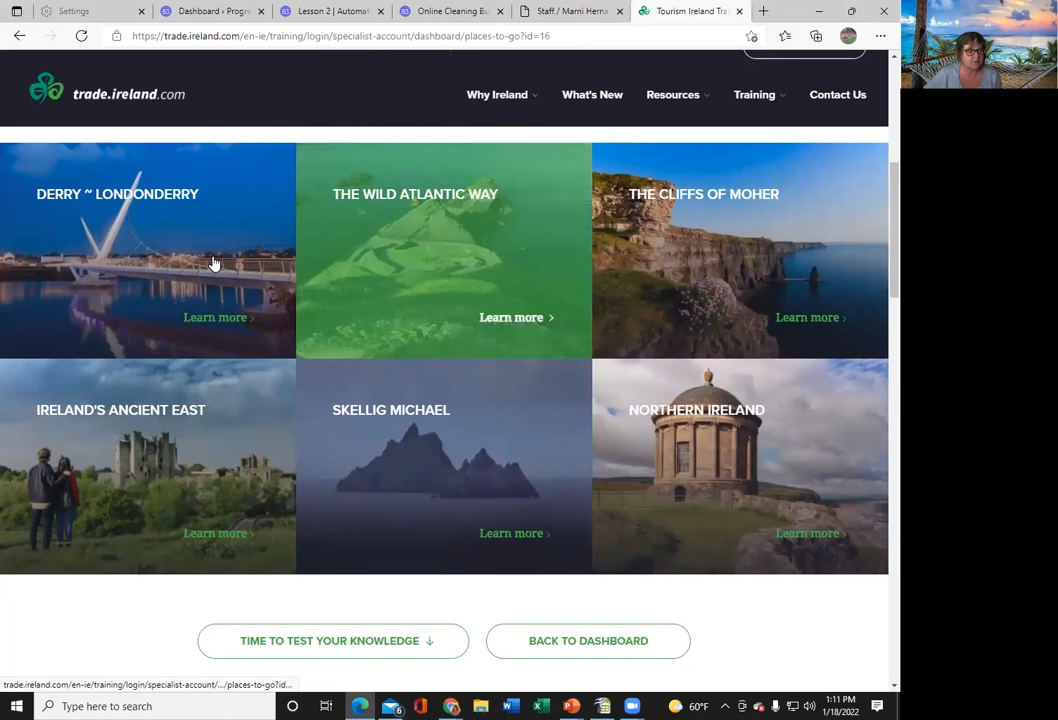 Settings
Dashboard ‹ Progre
Lesson 2 | Automat
Online Cleaning Bu
Staff / Marni Herna
Tourism Ireland Tra
https://trade.ireland.com/en-ie/training/login/specialist-account/dashboard/places-to-go?id=16
trade.ireland.com
Why Ireland
What's New
Resources
Training
Contact Us
DERRY ~ LONDONDERRY
THE WILD ATLANTIC WAY
THE CLIFFS OF MOHER
Learn more ›
Learn more ›
Learn more ›
IRELAND'S ANCIENT EAST
SKELLIG MICHAEL
NORTHERN IRELAND
Learn more ›
Learn more ›
Learn more ›
TIME TO TEST YOUR KNOWLEDGE ↓
BACK TO DASHBOARD
trade.ireland.com/en-ie/training/login/specialist-account/.../places-to-go?id...
Type here to search
6
60°F
1:11 PM
1/18/2022